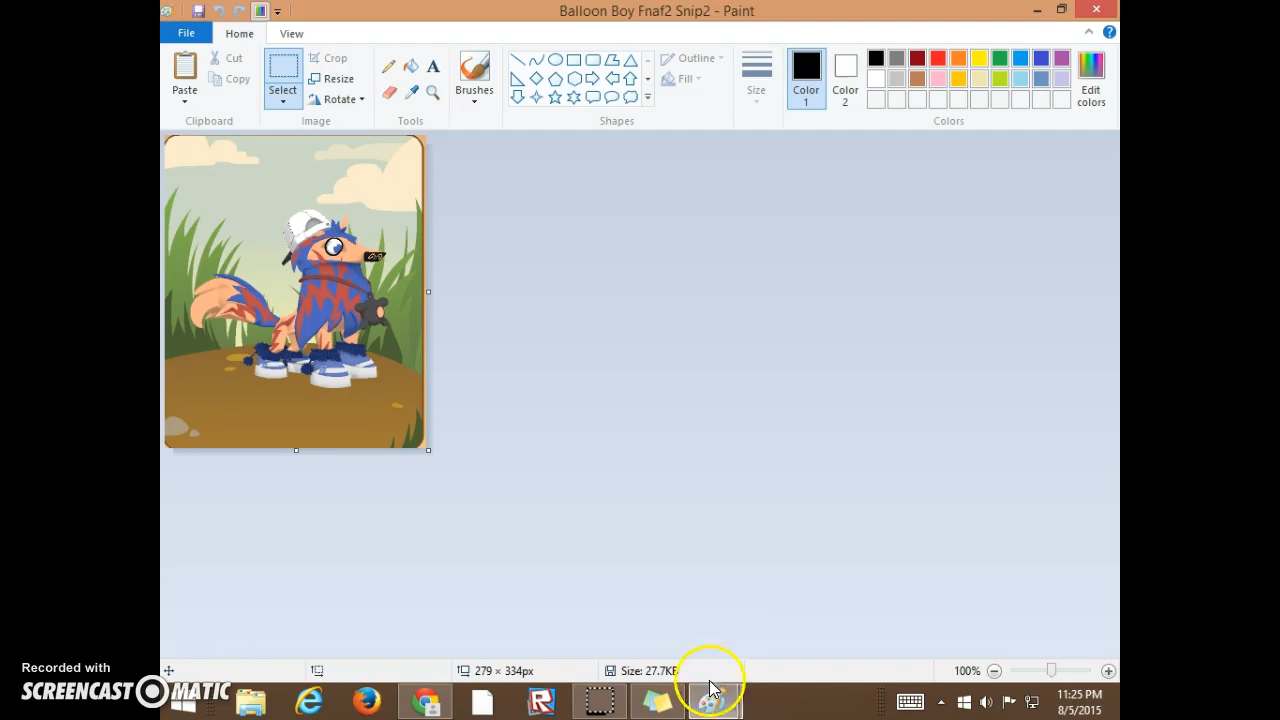 Balloon Boy Fnaf2 Snip2 - Paint
File
Home
View
Paste
Cut
Copy
Clipboard
Select
Crop
Resize
Rotate
Image
A
Tools
Brushes
Outline
Fill
Shapes
Size
Color 1
Color 2
Edit colors
Colors
279 × 334px
Size: 27.7KB
100%
11:25 PM
8/5/2015
Recorded with
SCREENCAST MATIC